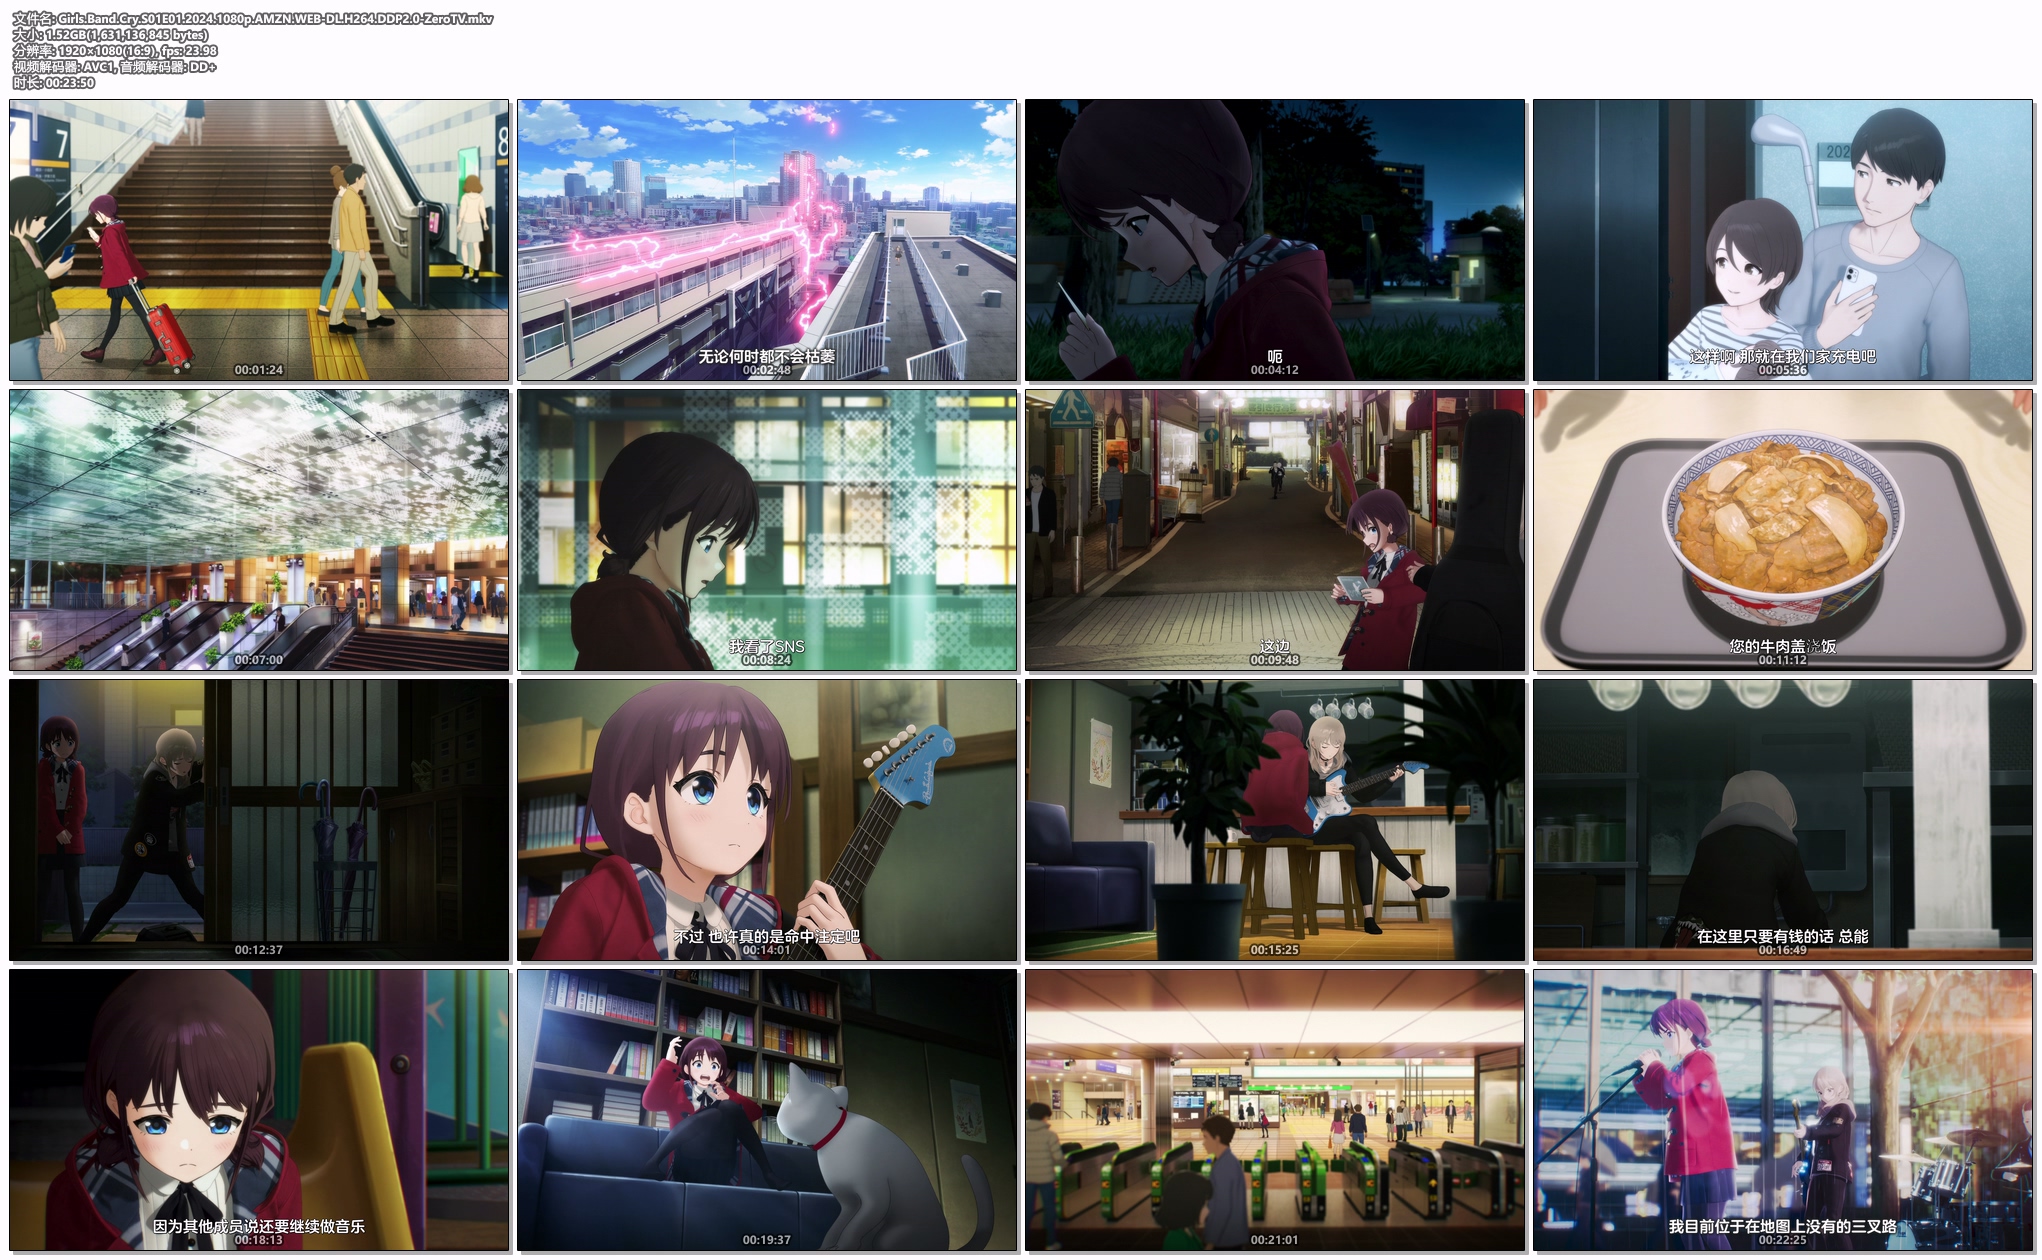 文件名: Girls.Band.Cry.S01E01.2024.1080p.AMZN.WEB-DL.H264.DDP2.0-ZeroTV.mkv
大小: 1.52GB(1,631,136,845 bytes)
分辨率: 1920×1080(16:9), fps: 23.98
视频解码器: AVC1, 音频解码器: DD+
时长: 00:23:50
7
8
00:01:24
无论何时都不会枯萎
00:02:48
呃
00:04:12
202
这样啊 那就在我们家充电吧
00:05:36
00:07:00
我看了SNS
00:08:24
这边
00:09:48
您的牛肉盖浇饭
00:11:12
00:12:37
不过 也许真的是命中注定吧
00:14:01
00:15:25
在这里只要有钱的话 总能
00:16:49
因为其他成员说还要继续做音乐
00:18:13
00:19:37
00:21:01
我目前位于在地图上没有的三叉路
00:22:25